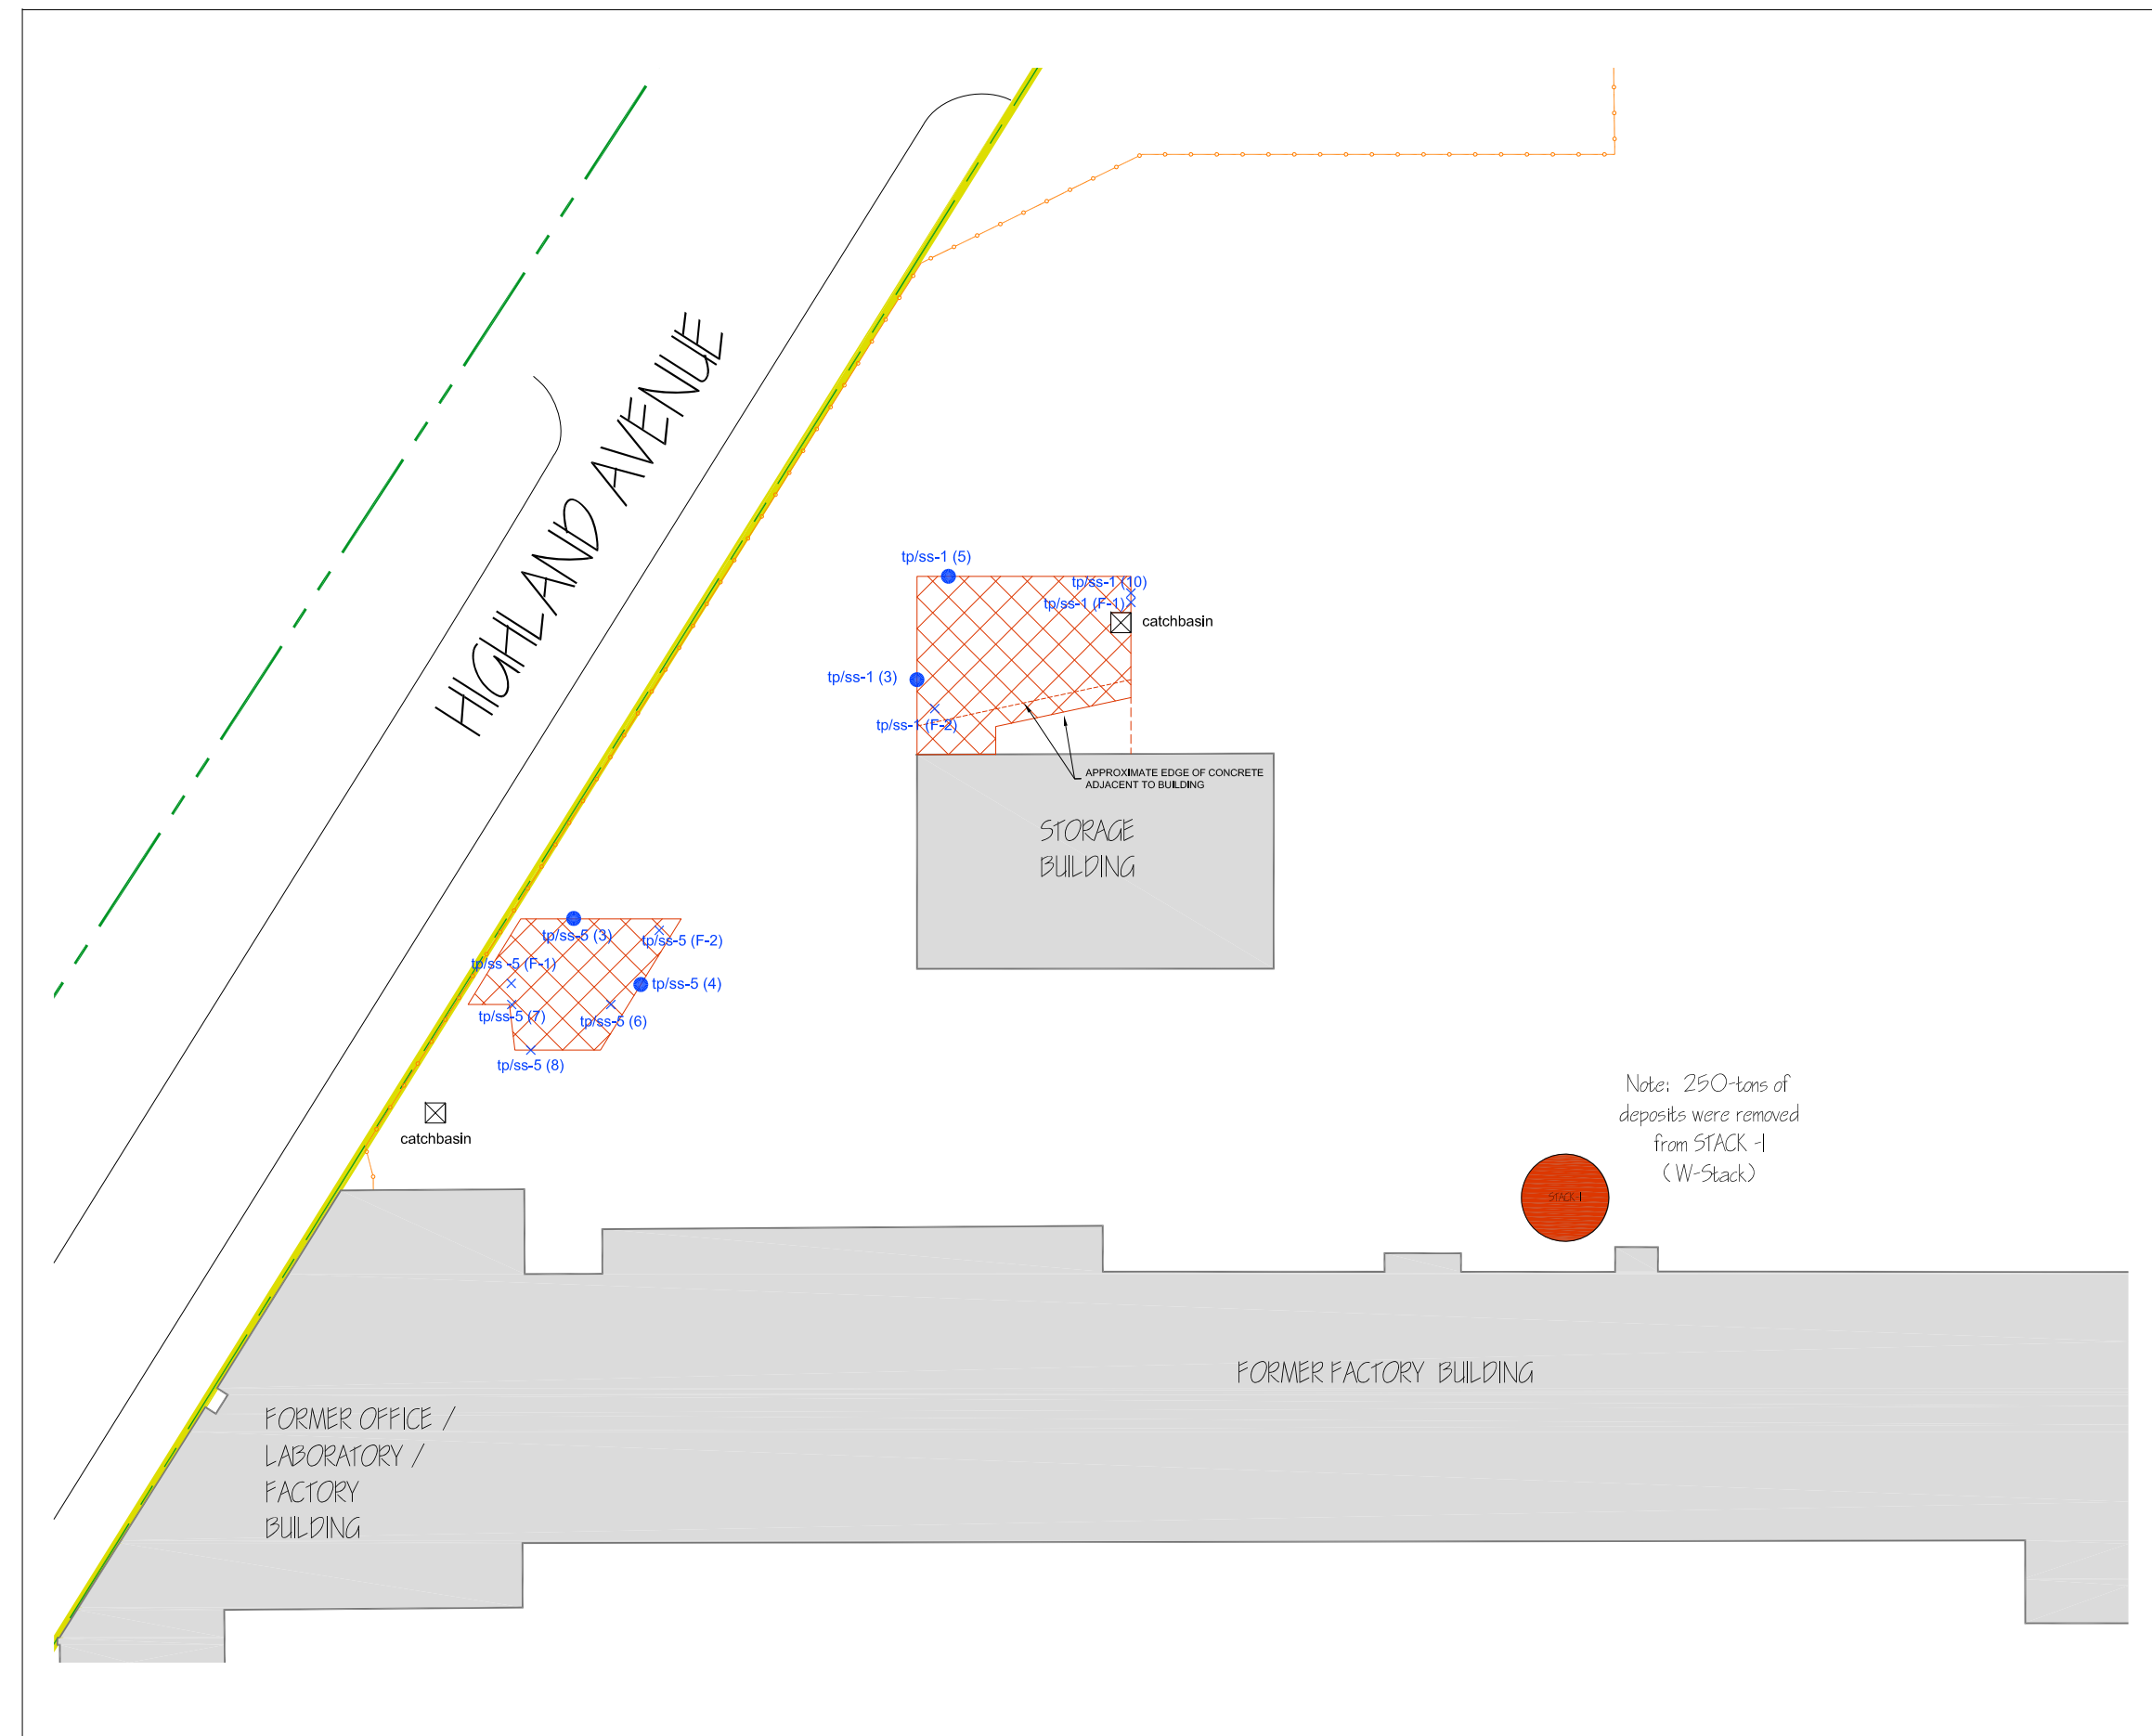 HIGHLAND AVENUE
tp/ss-1 (5)
tp/ss-1 (10)
tp/ss-1 (F-1)
catchbasin
tp/ss-1 (3)
tp/ss-1 (F-2)
APPROXIMATE EDGE OF CONCRETE
ADJACENT TO BUILDING
STORAGE
BUILDING
tp/ss-5 (3)
tp/ss-5 (F-2)
tp/ss -5 (F-1)
tp/ss-5 (4)
tp/ss-5 (7)
tp/ss-5 (6)
tp/ss-5 (8)
catchbasin
Note: 250-tons of
deposits were removed
from STACK -1
(W-Stack)
STACK-1
FORMER FACTORY BUILDING
FORMER OFFICE /
LABORATORY /
FACTORY
BUILDING